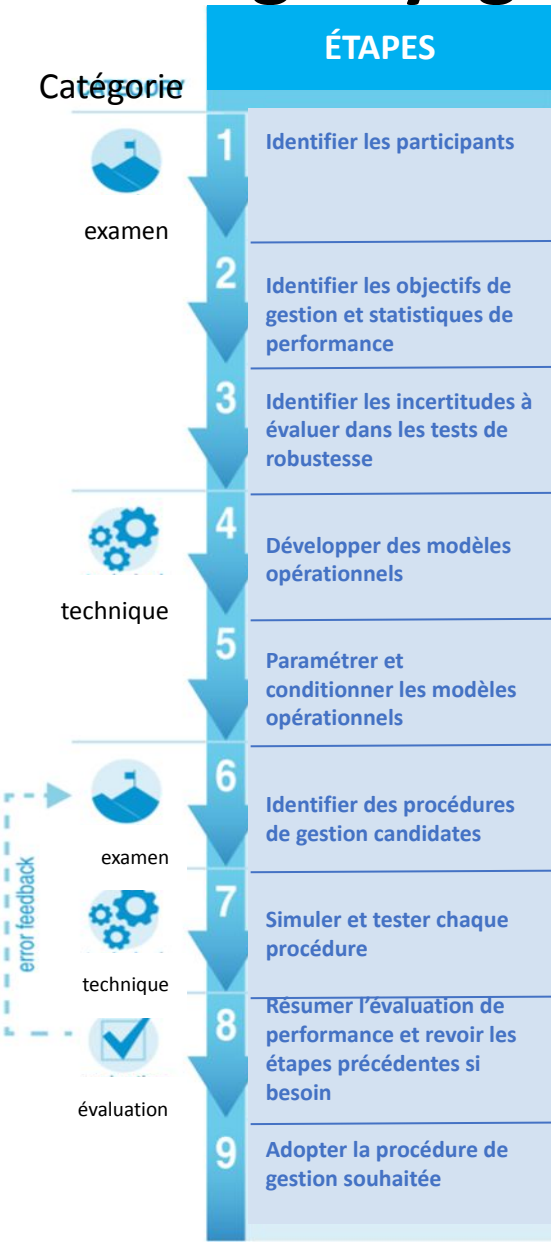 ÉTAPES
Catégorie
CATEGORY
1
Identifier les participants
examen
2
Identifier les objectifs de
gestion et statistiques de
performance
3
Identifier les incertitudes à
évaluer dans les tests de
robustesse
4
Développer des modèles
opérationnels
technique
5
Paramétrer et
conditionner les modèles
opérationnels
6
Identifier des procédures
de gestion candidates
examen
error feedback
7
Simuler et tester chaque
procédure
technique
8
Résumer l’évaluation de
performance et revoir les
étapes précédentes si
besoin
évaluation
9
Adopter la procédure de
gestion souhaitée